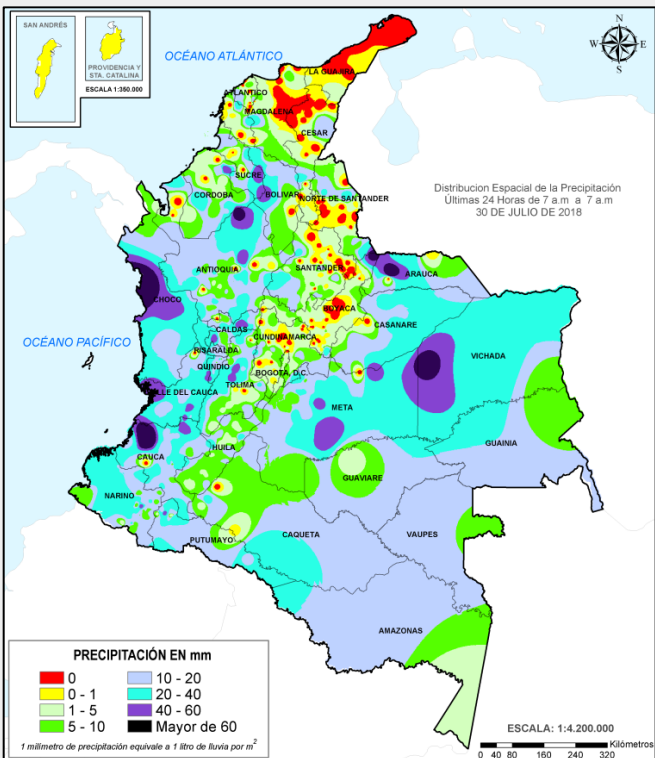 SAN ANDRÉS
PROVIDENCIA Y
STA. CATALINA
ESCALA 1:350.000
OCÉANO ATLÁNTICO
N
W E
S
LA GUAJIRA
ATLANTICO
MAGDALENA
CESAR
SUCRE
CORDOBA
BOLIVAR
NORTE DE SANTANDER
Distribucion Espacial de la Precipitación
Últimas 24 Horas de 7 a.m a 7 a.m
30 DE JULIO DE 2018
ANTIOQUIA
SANTANDER
ARAUCA
CHOCO
BOYACA
CASANARE
OCÉANO PACÍFICO
CALDAS
CUNDINAMARCA
RISARALDA
VICHADA
QUINDIO
BOGOTA, D.C.
TOLIMA
VALLE DEL CAUCA
META
GUAINIA
HUILA
CAUCA
GUAVIARE
NARINO
PUTUMAYO
CAQUETA
VAUPES
AMAZONAS
PRECIPITACIÓN EN mm
0
0 - 1
1 - 5
5 - 10
10 - 20
20 - 40
40 - 60
Mayor de 60
1 milímetro de precipitación equivale a 1 litro de lluvia por m2
ESCALA: 1:4.200.000
Kilómetros
0 40 80 160 240 320